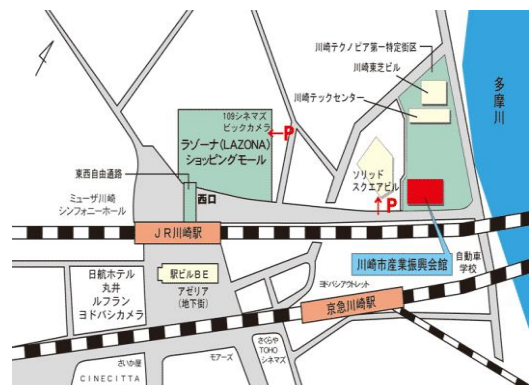 川崎テクノピア第一特定街区
川崎東芝ビル
川崎テックセンター
多摩川
109シネマズ
ビックカメラ
ラゾーナ(LAZONA)
ショッピングモール
P
東西自由通路
ソリッド
スクエアビル
P
ミューザ川崎
シンフォニーホール
西口
JR川崎駅
川崎市産業振興会館
自動車
学校
日航ホテル
丸井
ルフラン
ヨドバシカメラ
駅ビルBE
アゼリア
(地下街)
ヨドバシアウトレット
京急川崎駅
さいか屋
CINECITTA
モアーズ
さくらや
TOHO
シネマズ